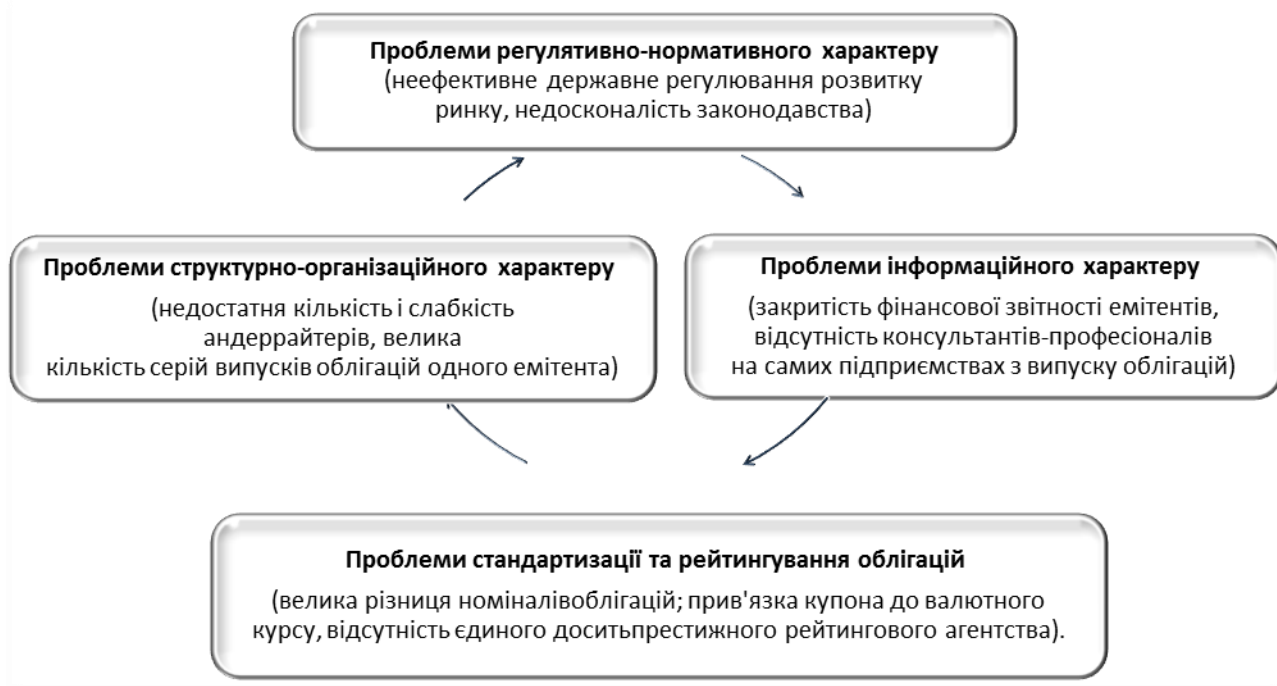 Проблеми регулятивно-нормативного характеру
(неефективне державне регулювання розвитку
ринку, недосконалість законодавства)
Проблеми структурно-організаційного характеру
(недостатня кількість і слабкість
андеррайтерів, велика
кількість серій випусків облігацій одного емітента)
Проблеми інформаційного характеру
(закритість фінансової звітності емітентів,
відсутність консультантів-професіоналів
на самих підприємствах з випуску облігацій)
Проблеми стандартизації та рейтингування облігацій
(велика різниця номіналівоблігацій; прив'язка купона до валютного
курсу, відсутність єдиного доситьпрестижного рейтингового агентства).